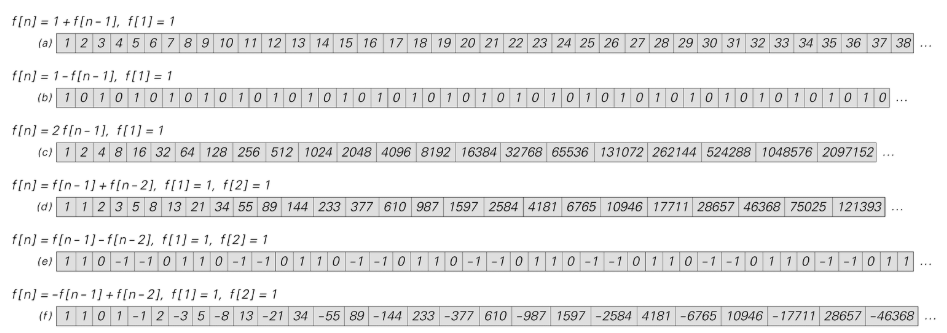 f[n] = 1 + f[n – 1], f[1] = 1
(a) 1 2 3 4 5 6 7 8 9 10 11 12 13 14 15 16 17 18 19 20 21 22 23 24 25 26 27 28 29 30 31 32 33 34 35 36 37 38 ...
f[n] = 1 – f[n – 1], f[1] = 1
(b) 1 0 1 0 1 0 1 0 1 0 1 0 1 0 1 0 1 0 1 0 1 0 1 0 1 0 1 0 1 0 1 0 1 0 1 0 1 0 1 0 1 0 1 0 1 0 1 0 ...
f[n] = 2 f[n – 1], f[1] = 1
(c) 1 2 4 8 16 32 64 128 256 512 1024 2048 4096 8192 16384 32768 65536 131072 262144 524288 1048576 2097152 ...
f[n] = f[n – 1] + f[n – 2], f[1] = 1, f[2] = 1
(d) 1 1 2 3 5 8 13 21 34 55 89 144 233 377 610 987 1597 2584 4181 6765 10946 17711 28657 46368 75025 121393 ...
f[n] = f[n – 1] – f[n – 2], f[1] = 1, f[2] = 1
(e) 1 1 0 –1 –1 0 1 1 0 –1 –1 0 1 1 0 –1 –1 0 1 1 0 –1 –1 0 1 1 0 –1 –1 0 1 1 0 –1 –1 0 1 1 0 –1 –1 0 1 1 ...
f[n] = –f[n – 1] + f[n – 2], f[1] = 1, f[2] = 1
(f) 1 1 0 1 –1 2 –3 5 –8 13 –21 34 –55 89 –144 233 –377 610 –987 1597 –2584 4181 –6765 10946 –17711 28657 –46368 ...